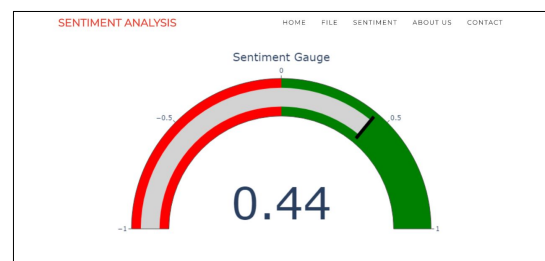 SENTIMENT ANALYSIS HOME FILE SENTIMENT ABOUT US CONTACT
Sentiment Gauge
0
−0.5 0.5
0.44
−1 1